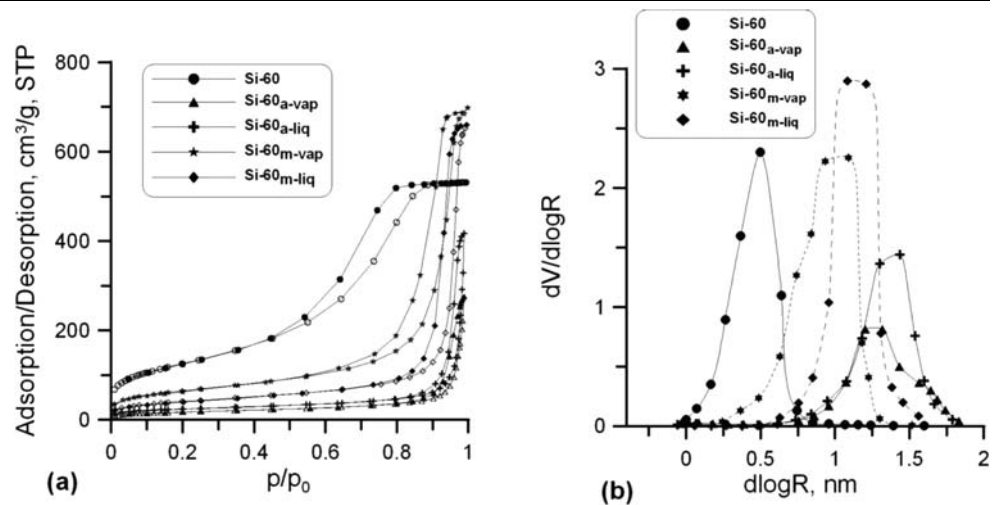 Adsorption/Desorption, cm³/g, STP
800
600
400
200
0
Si-60
Si-60a-vap
Si-60a-liq
Si-60m-vap
Si-60m-liq
0 0.2 0.4 0.6 0.8 1
p/p₀
(a)
Si-60
Si-60a-vap
Si-60a-liq
Si-60m-vap
Si-60m-liq
dV/dlogR
3
2
1
0
0 0.5 1 1.5 2
dlogR, nm
(b)